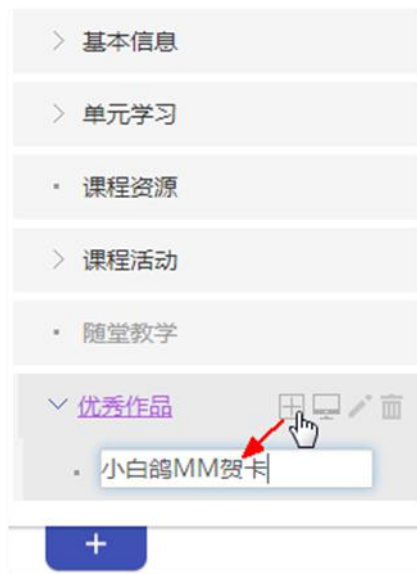 基本信息
单元学习
课程资源
课程活动
随堂教学
优秀作品
小白鸽MM贺卡